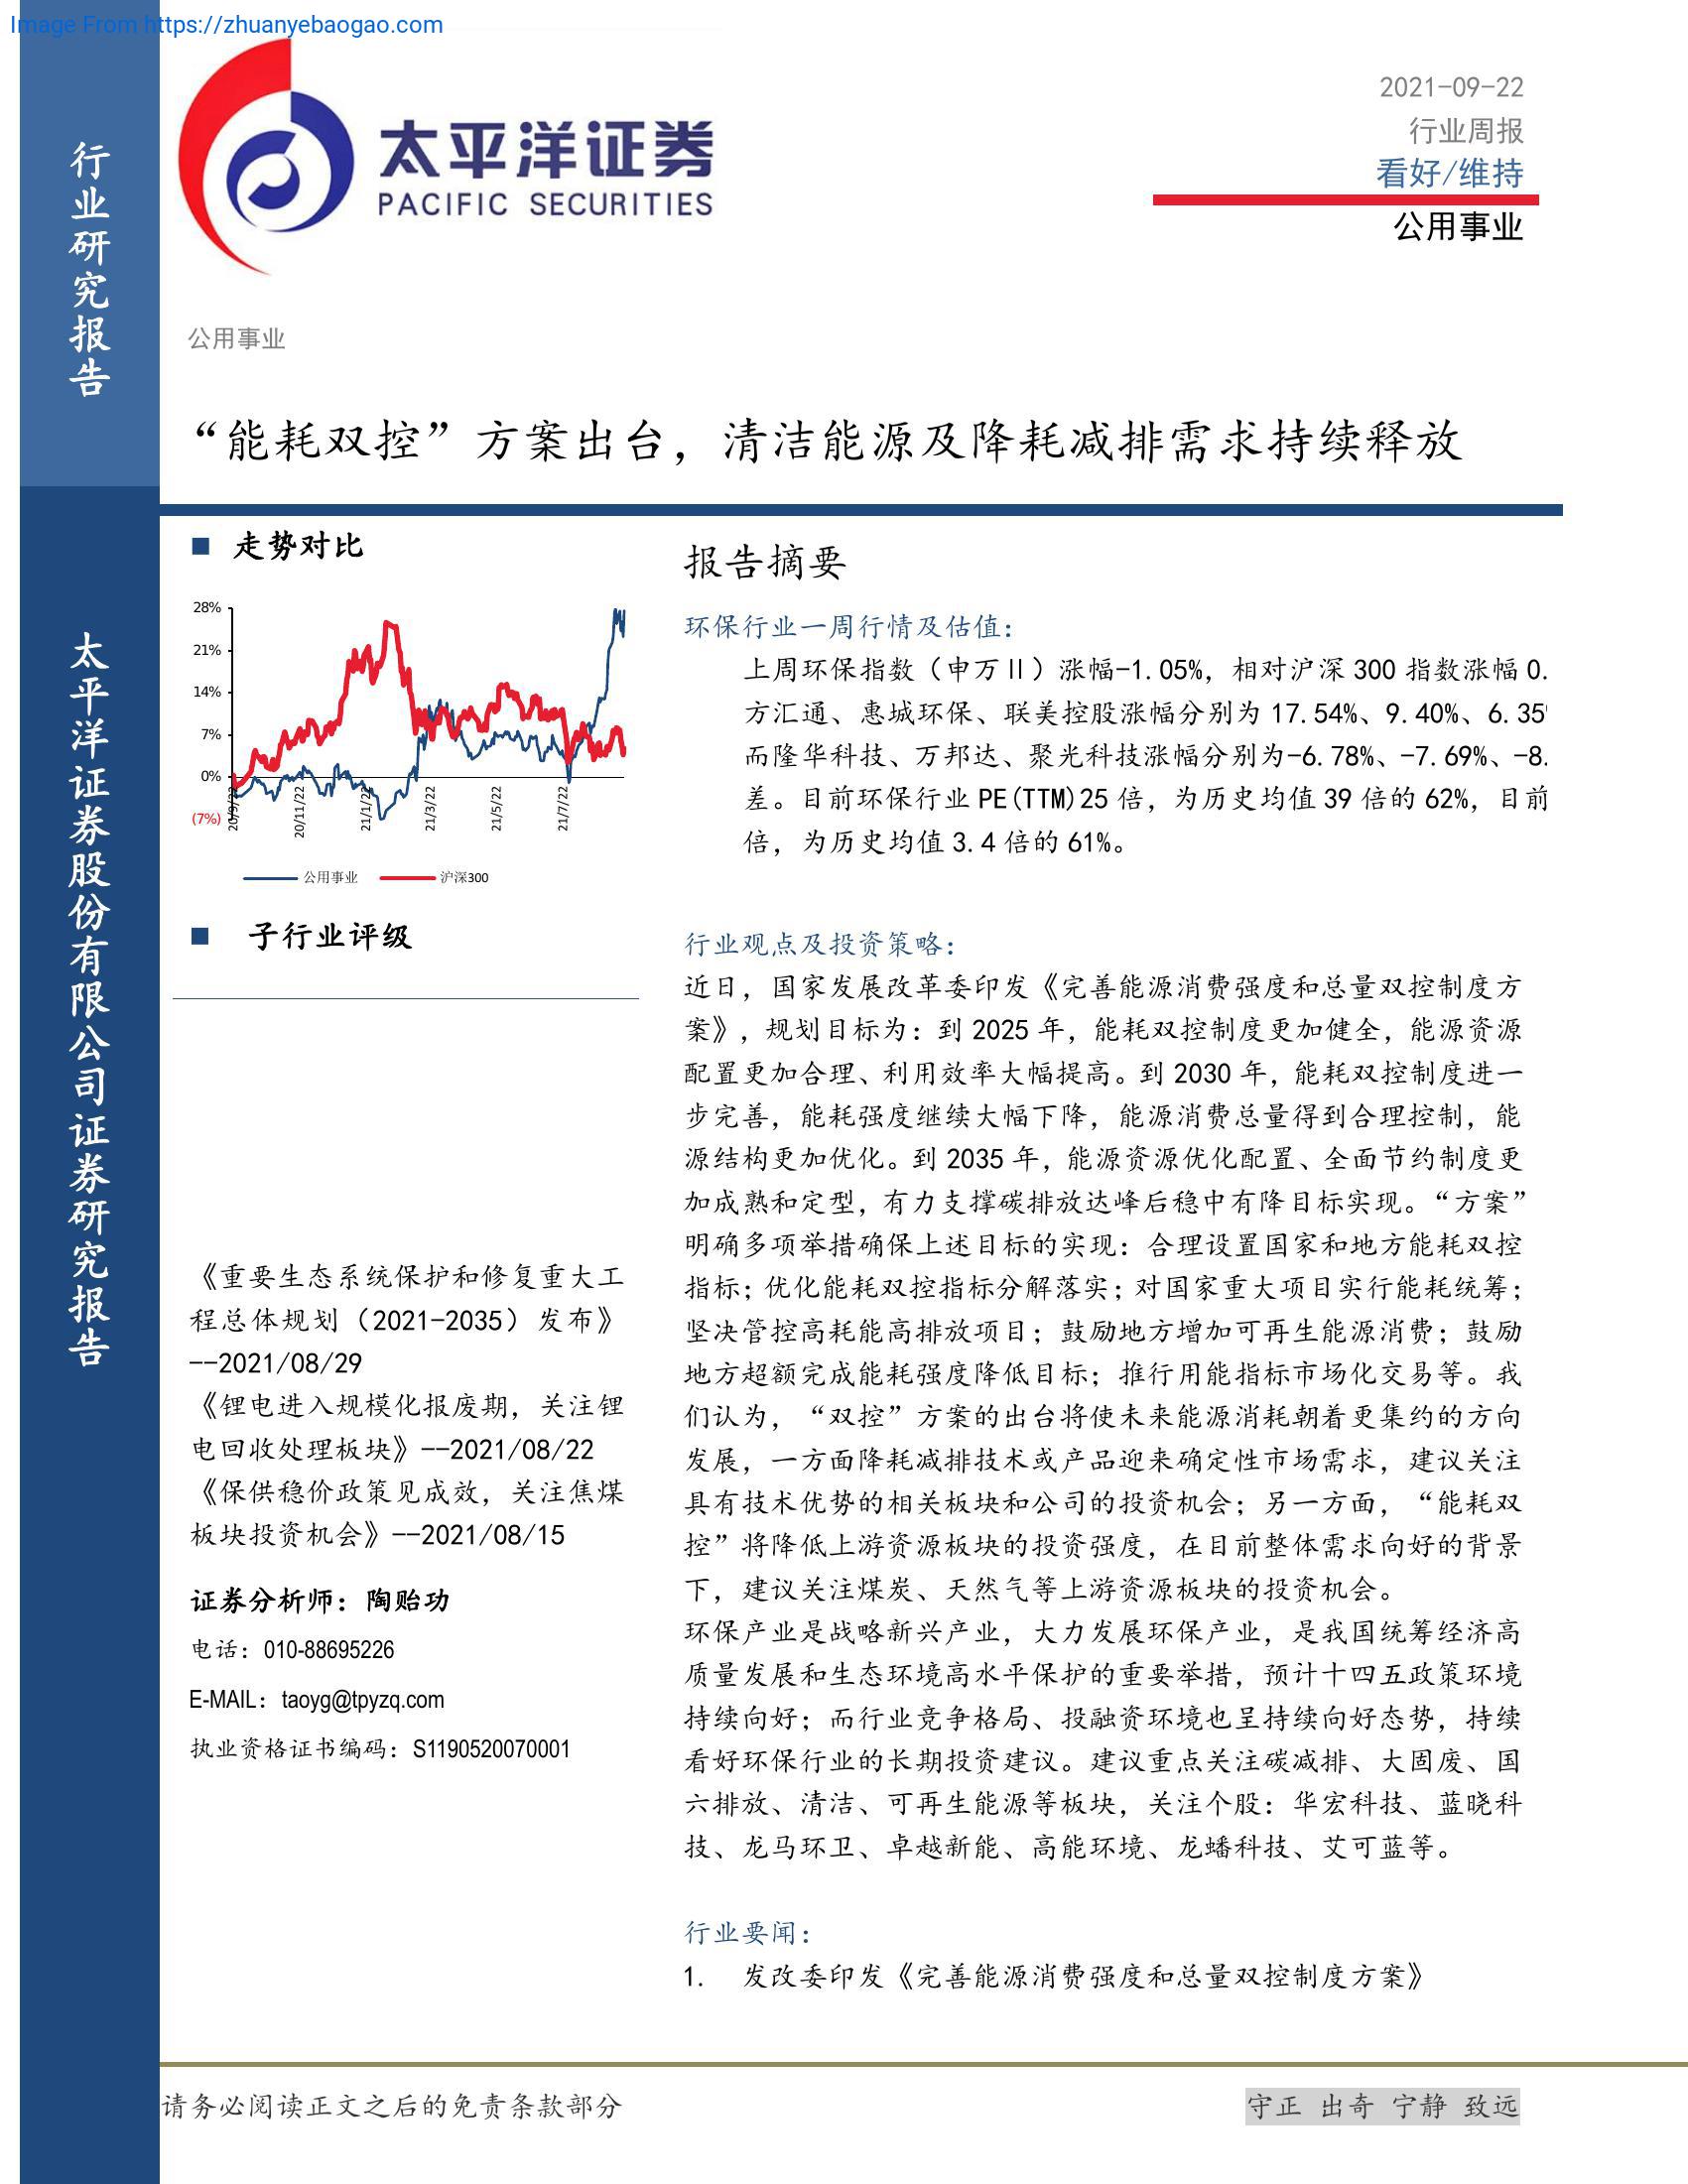 Image From https://zhuanyebaogao.com
行业研究报告
太平洋证券股份有限公司证券研究报告
太平洋证券
PACIFIC SECURITIES
2021-09-22
行业周报
看好/维持
公用事业
公用事业
“能耗双控”方案出台，清洁能源及降耗减排需求持续释放
走势对比
28%
21%
14%
7%
0%
(7%)
20/9/22
20/11/22
21/1/22
21/3/22
21/5/22
21/7/22
公用事业
沪深300
子行业评级
《重要生态系统保护和修复重大工
程总体规划（2021-2035）发布》
--2021/08/29
《锂电进入规模化报废期，关注锂
电回收处理板块》--2021/08/22
《保供稳价政策见成效，关注焦煤
板块投资机会》--2021/08/15
证券分析师：陶贻功
电话：010-88695226
E-MAIL：taoyg@tpyzq.com
执业资格证书编码：S1190520070001
报告摘要
环保行业一周行情及估值：
上周环保指数（申万Ⅱ）涨幅-1.05%，相对沪深 300 指数涨幅 0.
方汇通、惠城环保、联美控股涨幅分别为 17.54%、9.40%、6.35
而隆华科技、万邦达、聚光科技涨幅分别为-6.78%、-7.69%、-8.
差。目前环保行业 PE(TTM)25 倍，为历史均值 39 倍的 62%，目前
倍，为历史均值 3.4 倍的 61%。
行业观点及投资策略：
近日，国家发展改革委印发《完善能源消费强度和总量双控制度方
案》，规划目标为：到 2025 年，能耗双控制度更加健全，能源资源
配置更加合理、利用效率大幅提高。到 2030 年，能耗双控制度进一
步完善，能耗强度继续大幅下降，能源消费总量得到合理控制，能
源结构更加优化。到 2035 年，能源资源优化配置、全面节约制度更
加成熟和定型，有力支撑碳排放达峰后稳中有降目标实现。“方案”
明确多项举措确保上述目标的实现：合理设置国家和地方能耗双控
指标；优化能耗双控指标分解落实；对国家重大项目实行能耗统筹；
坚决管控高耗能高排放项目；鼓励地方增加可再生能源消费；鼓励
地方超额完成能耗强度降低目标；推行用能指标市场化交易等。我
们认为，“双控”方案的出台将使未来能源消耗朝着更集约的方向
发展，一方面降耗减排技术或产品迎来确定性市场需求，建议关注
具有技术优势的相关板块和公司的投资机会；另一方面，“能耗双
控”将降低上游资源板块的投资强度，在目前整体需求向好的背景
下，建议关注煤炭、天然气等上游资源板块的投资机会。
环保产业是战略新兴产业，大力发展环保产业，是我国统筹经济高
质量发展和生态环境高水平保护的重要举措，预计十四五政策环境
持续向好；而行业竞争格局、投融资环境也呈持续向好态势，持续
看好环保行业的长期投资建议。建议重点关注碳减排、大固废、国
六排放、清洁、可再生能源等板块，关注个股：华宏科技、蓝晓科
技、龙马环卫、卓越新能、高能环境、龙蟠科技、艾可蓝等。
行业要闻：
1. 发改委印发《完善能源消费强度和总量双控制度方案》
请务必阅读正文之后的免责条款部分
守正 出奇 宁静 致远